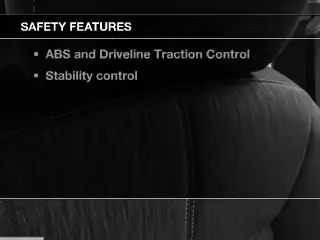 SAFETY FEATURES
• ABS and Driveline Traction Control
• Stability control